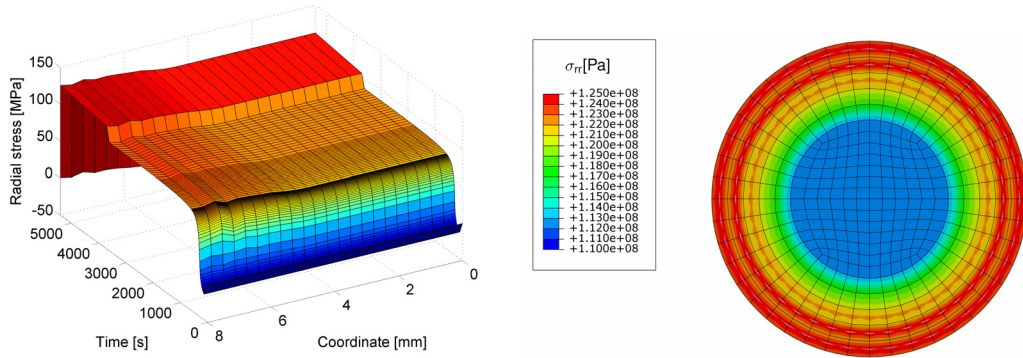 150
100
50
0
-50
Radial stress [MPa]
5000
4000
3000
2000
1000
0
Time [s]
8
6
4
2
0
Coordinate [mm]
σrr[Pa]
+1.250e+08
+1.240e+08
+1.230e+08
+1.220e+08
+1.210e+08
+1.200e+08
+1.190e+08
+1.180e+08
+1.170e+08
+1.160e+08
+1.150e+08
+1.140e+08
+1.130e+08
+1.120e+08
+1.110e+08
+1.100e+08